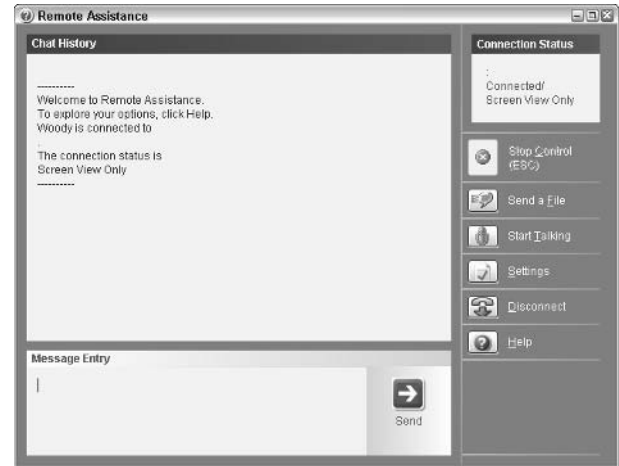 Remote Assistance
Chat History
----------
Welcome to Remote Assistance.
To explore your options, click Help.
Woody is connected to
.
The connection status is
Screen View Only
----------
Message Entry
Send
Connection Status
:
Connected/
Screen View Only
Stop Control
(ESC)
Send a File
Start Talking
Settings
Disconnect
Help